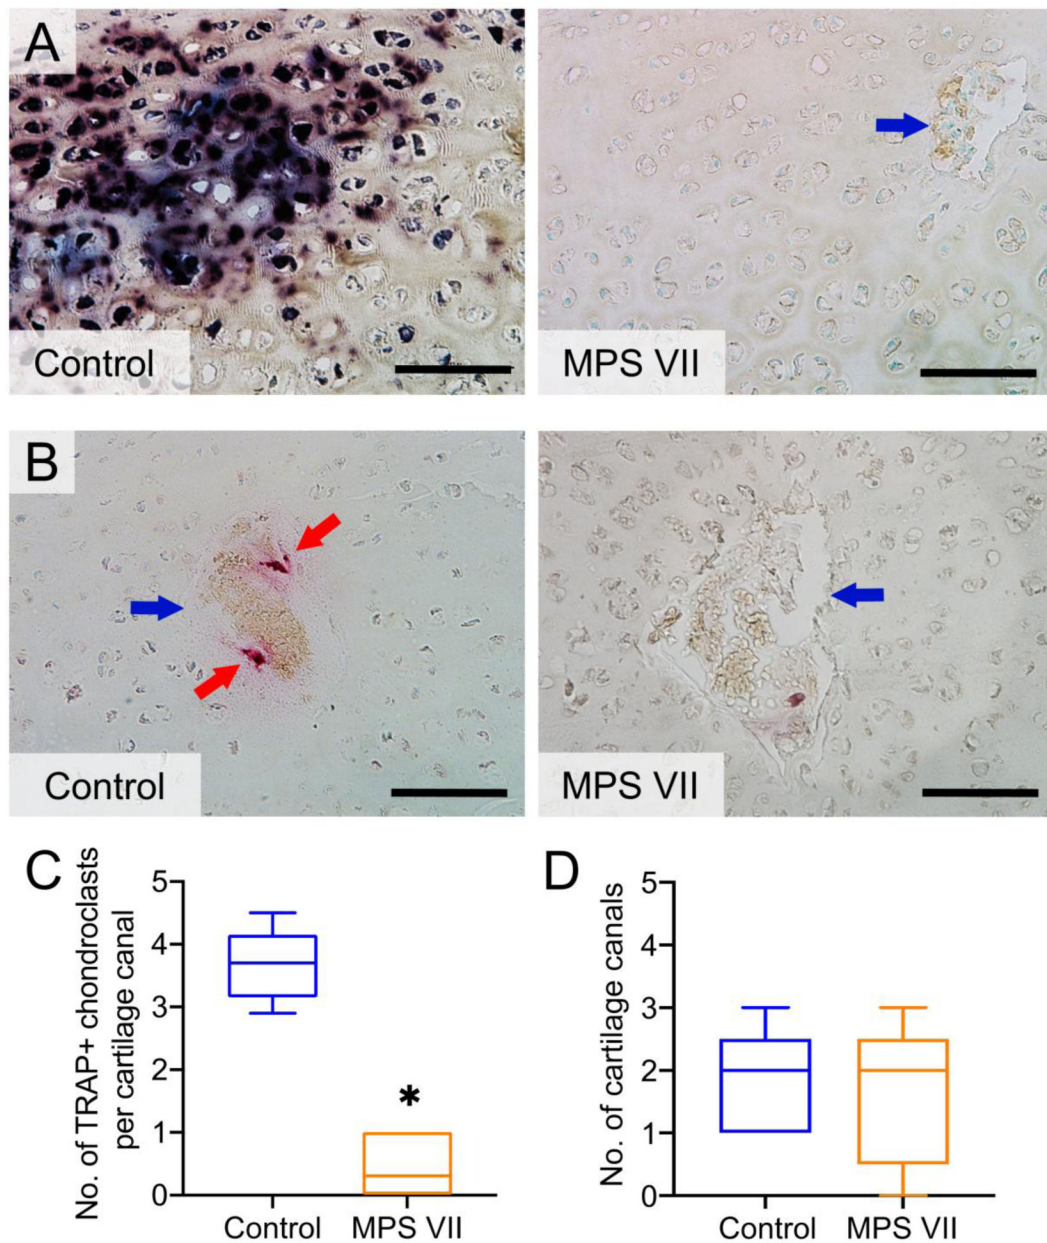 A
Control
MPS VII
B
Control
MPS VII
C
No. of TRAP+ chondroclasts
per cartilage canal
5
4
3
2
1
0
*
Control
MPS VII
D
No. of cartilage canals
5
4
3
2
1
0
Control
MPS VII